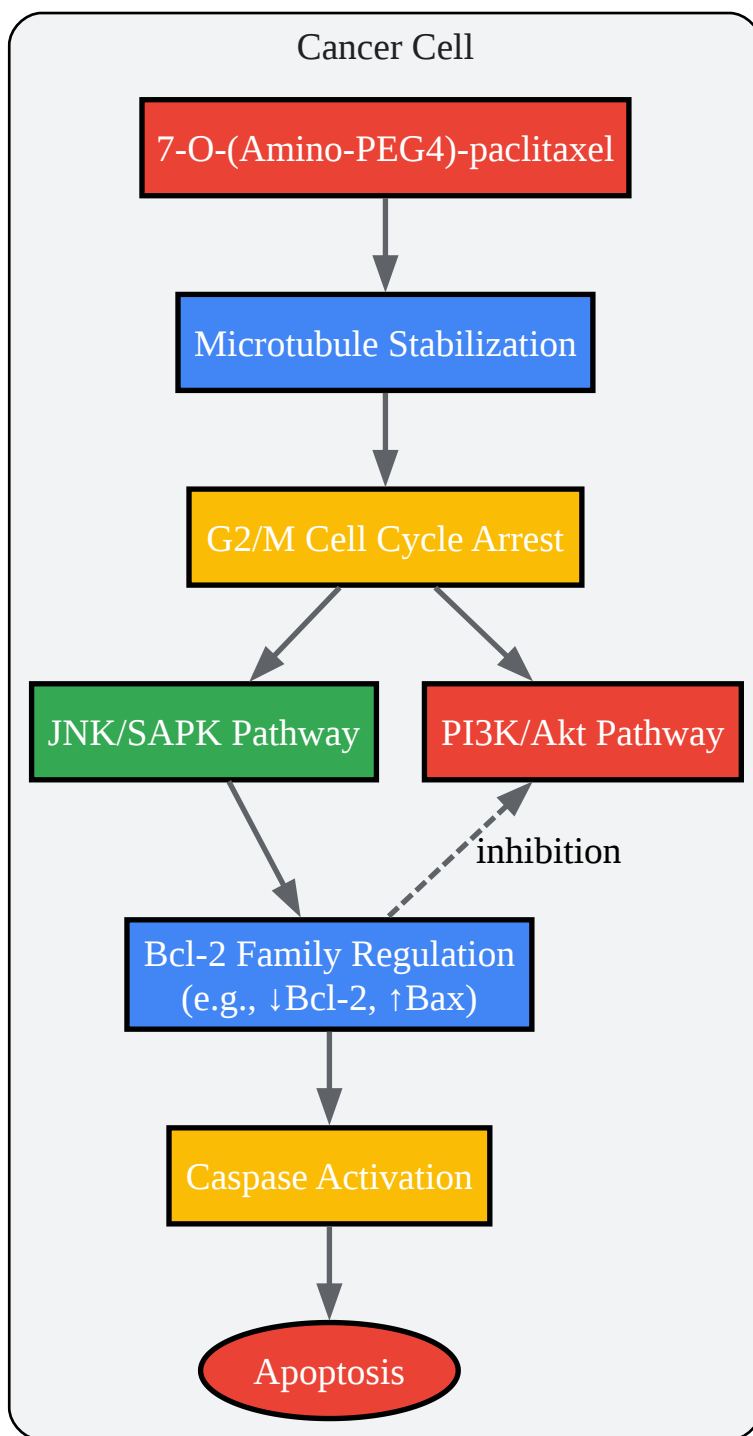 Cancer Cell
7-O-(Amino-PEG4)-paclitaxel
Microtubule Stabilization
G2/M Cell Cycle Arrest
JNK/SAPK Pathway
PI3K/Akt Pathway
inhibition
Bcl-2 Family Regulation
(e.g., ↓Bcl-2, ↑Bax)
Caspase Activation
Apoptosis